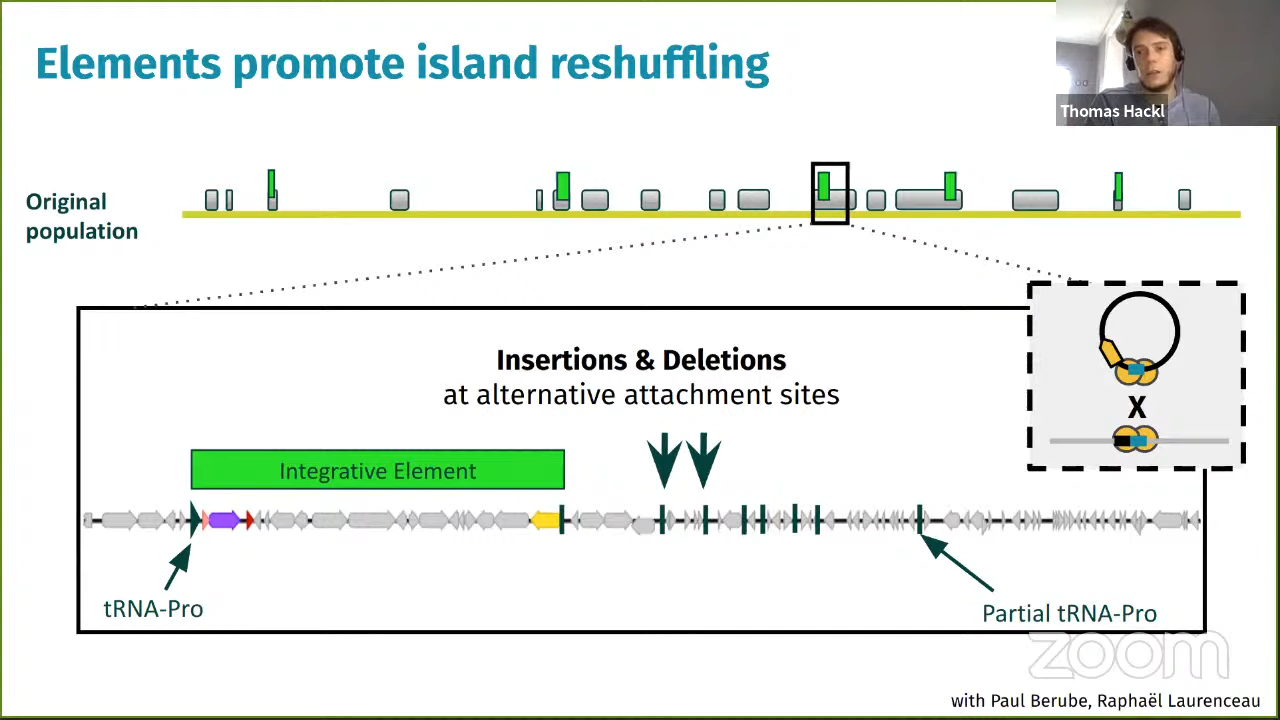 Elements promote island reshuffling
Thomas Hackl
Original
population
Insertions & Deletions
at alternative attachment sites
X
Integrative Element
tRNA-Pro
Partial tRNA-Pro
zoom
with Paul Berube, Raphaël Laurenceau